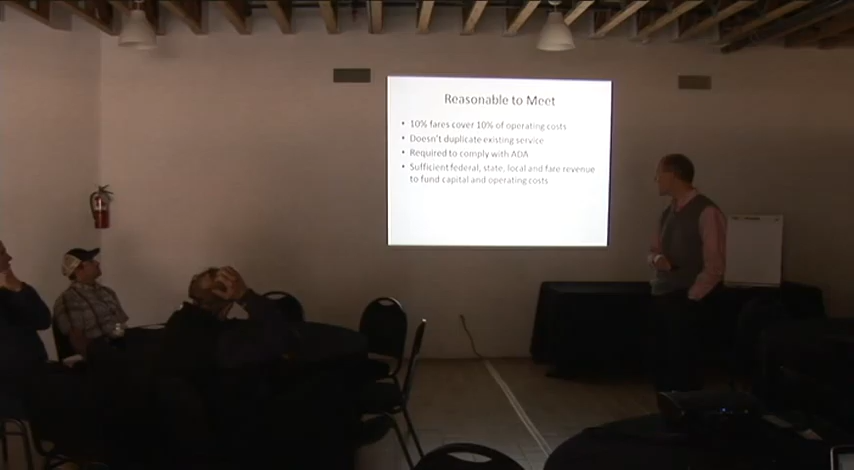 Reasonable to Meet
• 10% fares cover 10% of operating costs
• Doesn't duplicate existing service
• Required to comply with ADA
• Sufficient federal, state, local and fare revenue
to fund capital and operating costs